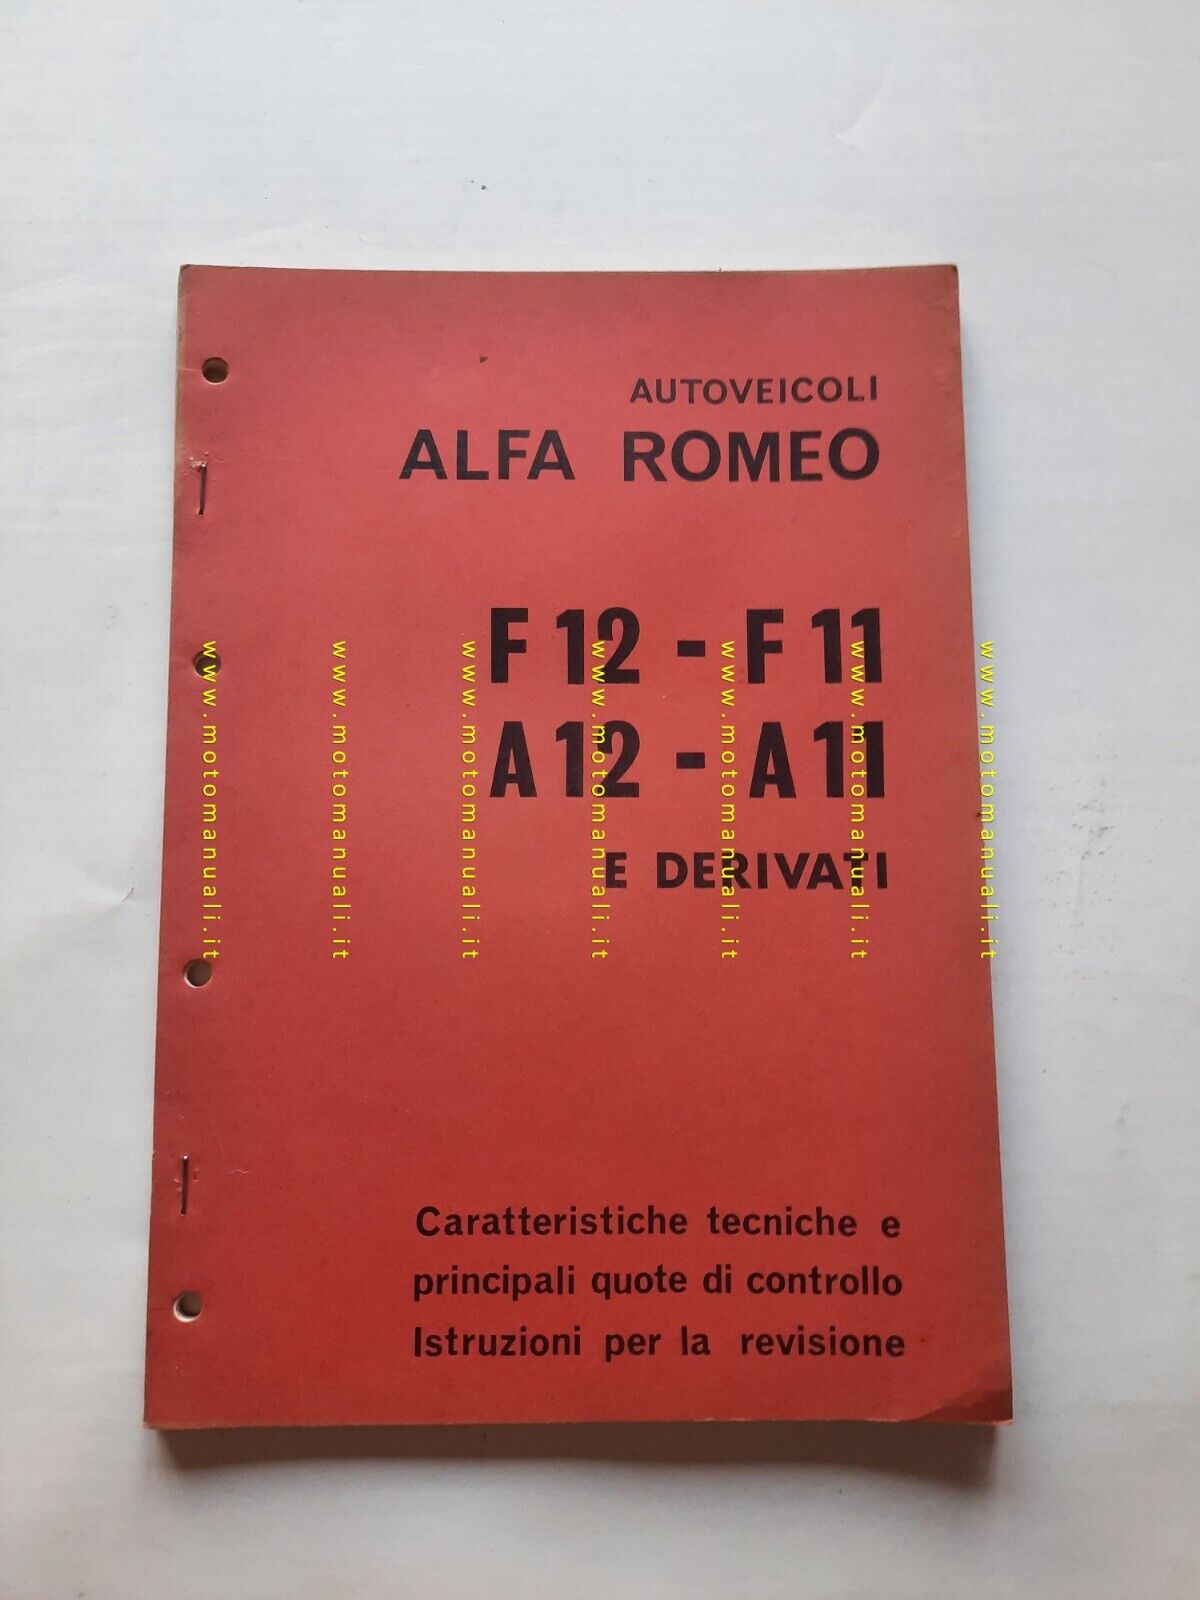 AUTOVEICOLI
ALFA ROMEO
F 12 - F 11
A 12 - A 11
E DERIVATI
www.motomanuali.it
www.motomanuali.it
www.motomanuali.it
www.motomanuali.it
www.motomanuali.it
www.motomanuali.it
www.motomanuali.it
Caratteristiche tecniche e
principali quote di controllo
Istruzioni per la revisione